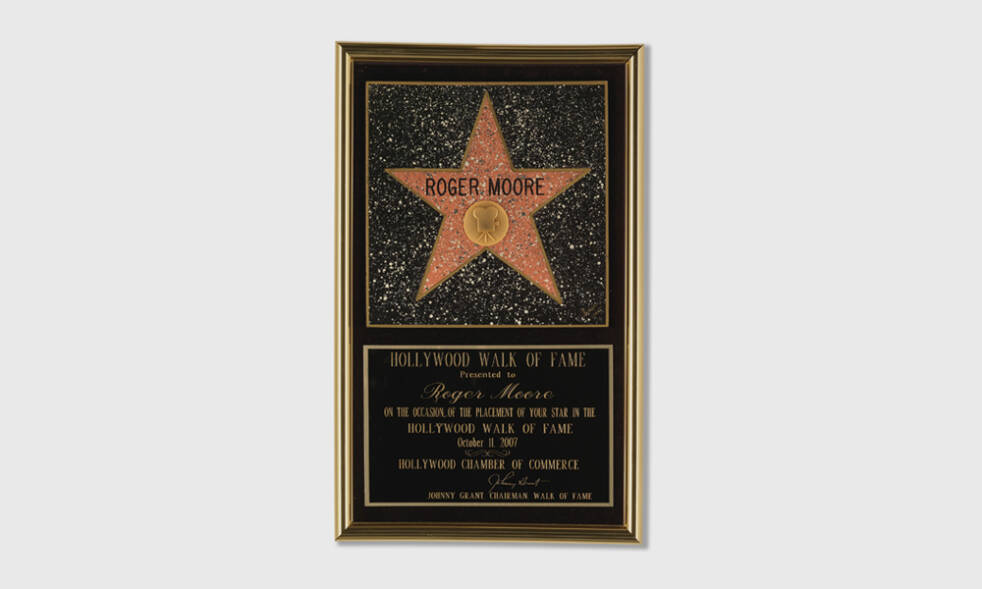 ROGER MOORE
HOLLYWOOD WALK OF FAME
Presented to
Roger Moore
ON THE OCCASION, OF THE PLACEMENT OF YOUR STAR IN THE
HOLLYWOOD WALK OF FAME
October 11, 2007
HOLLYWOOD CHAMBER OF COMMERCE
Johnny Grant
JOHNNY GRANT CHAIRMAN WALK OF FAME